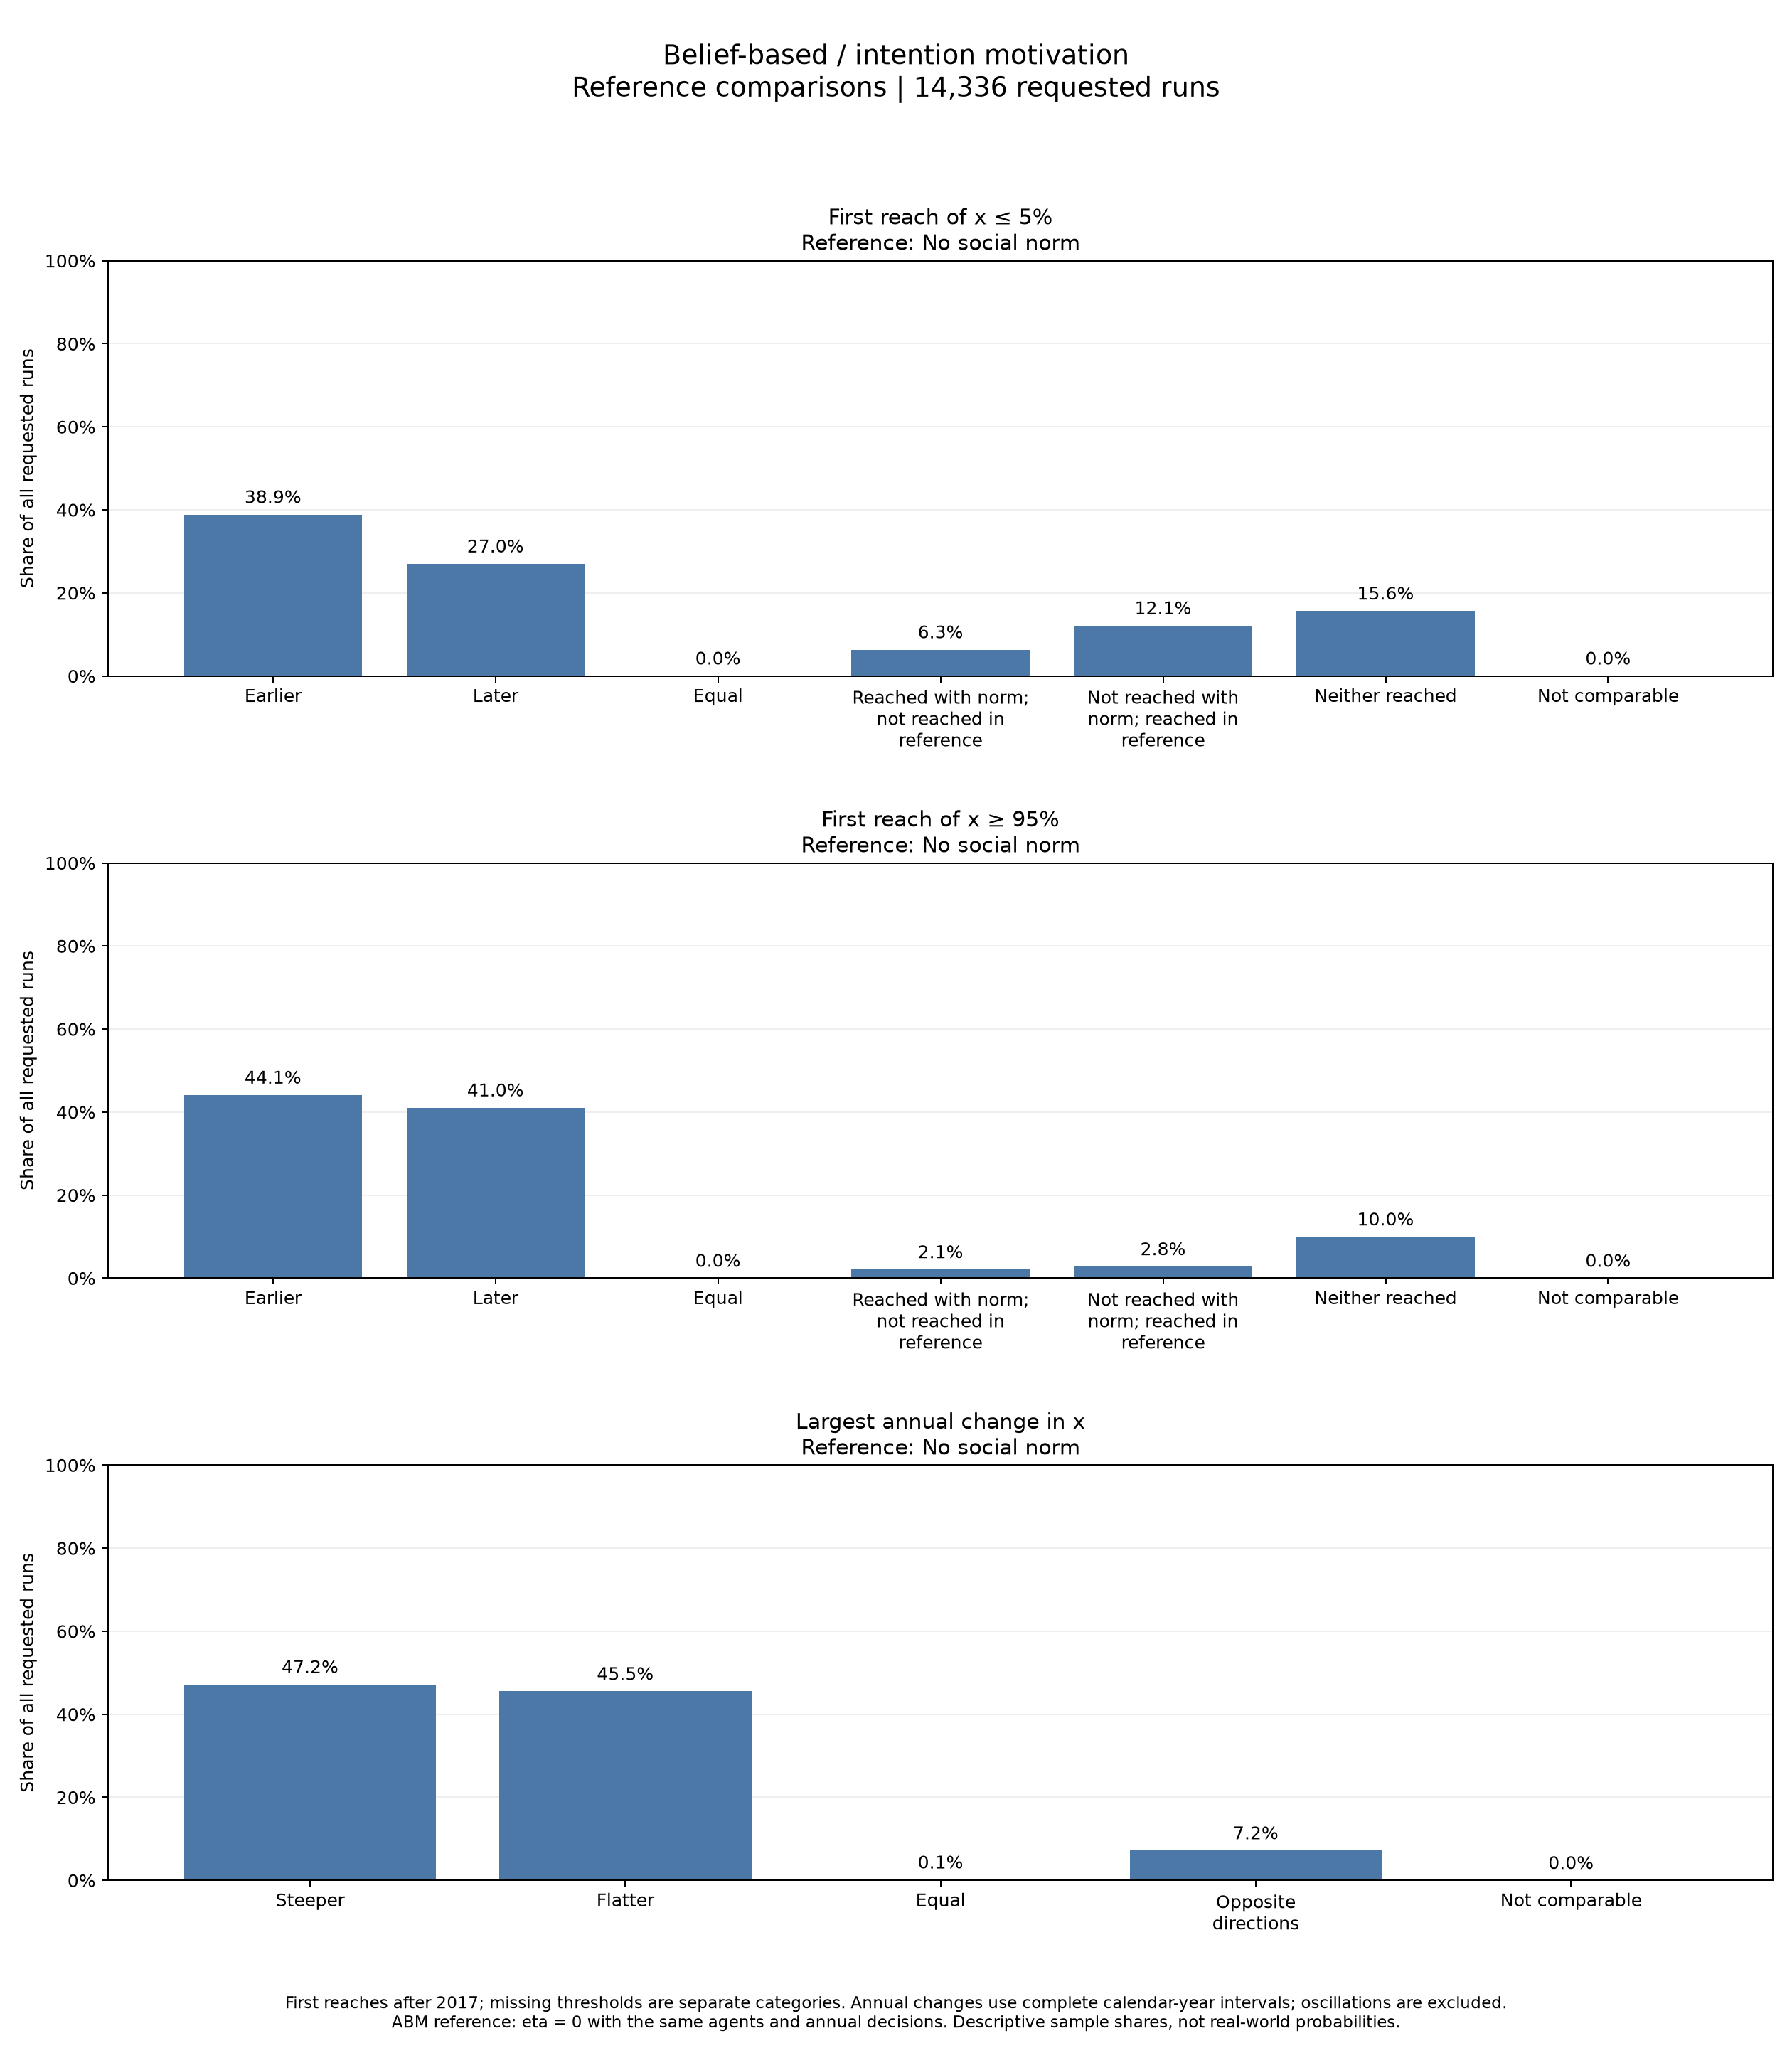 Belief-based / intention motivation
Reference comparisons | 14,336 requested runs
First reach of x ≤ 5%
Reference: No social norm
100%
80%
60%
40%
20%
0%
Share of all requested runs
38.9%
27.0%
0.0%
6.3%
12.1%
15.6%
0.0%
Earlier
Later
Equal
Reached with norm;
not reached in
reference
Not reached with
norm; reached in
reference
Neither reached
Not comparable
First reach of x ≥ 95%
Reference: No social norm
100%
80%
60%
40%
20%
0%
Share of all requested runs
44.1%
41.0%
0.0%
2.1%
2.8%
10.0%
0.0%
Earlier
Later
Equal
Reached with norm;
not reached in
reference
Not reached with
norm; reached in
reference
Neither reached
Not comparable
Largest annual change in x
Reference: No social norm
100%
80%
60%
40%
20%
0%
Share of all requested runs
47.2%
45.5%
0.1%
7.2%
0.0%
Steeper
Flatter
Equal
Opposite
directions
Not comparable
First reaches after 2017; missing thresholds are separate categories. Annual changes use complete calendar-year intervals; oscillations are excluded.
ABM reference: eta = 0 with the same agents and annual decisions. Descriptive sample shares, not real-world probabilities.